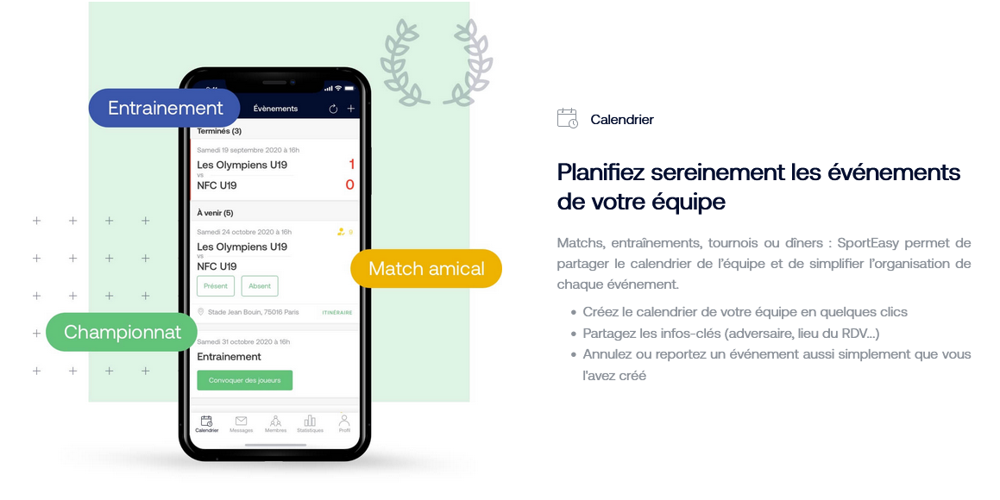 Entrainement
Évènements
Terminés (3)
Samedi 19 septembre 2020 à 16h
Les Olympiens U19 1
vs
NFC U19 0
À venir (5)
Samedi 24 octobre 2020 à 16h
Les Olympiens U19
vs
NFC U19
Présent Absent
Stade Jean Bouin, 75016 Paris ITINÉRAIRE
Match amical
Championnat
Samedi 31 octobre 2020 à 16h
Entrainement
Convoquer des joueurs
Calendrier Messages Membres Statistiques Profil
Calendrier
Planifiez sereinement les événements
de votre équipe
Matchs, entraînements, tournois ou dîners : SportEasy permet de
partager le calendrier de l'équipe et de simplifier l'organisation de
chaque événement.
• Créez le calendrier de votre équipe en quelques clics
• Partagez les infos-clés (adversaire, lieu du RDV...)
• Annulez ou reportez un événement aussi simplement que vous
l'avez créé